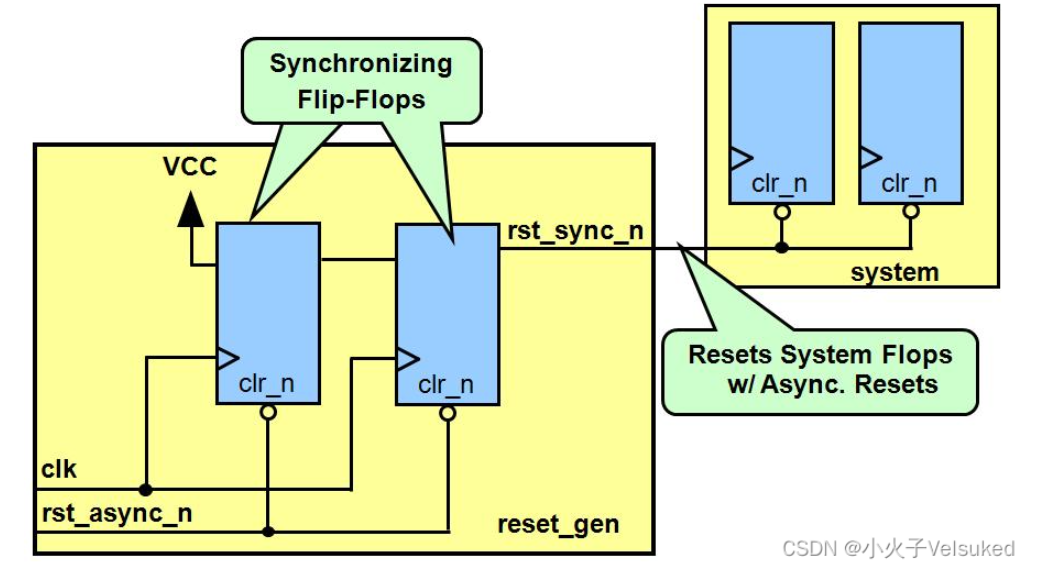 Synchronizing
Flip-Flops
VCC
clr_n
clr_n
rst_sync_n
clr_n
clr_n
system
Resets System Flops
w/ Async. Resets
clk
rst_async_n
reset_gen
CSDN @小火子Velsuked